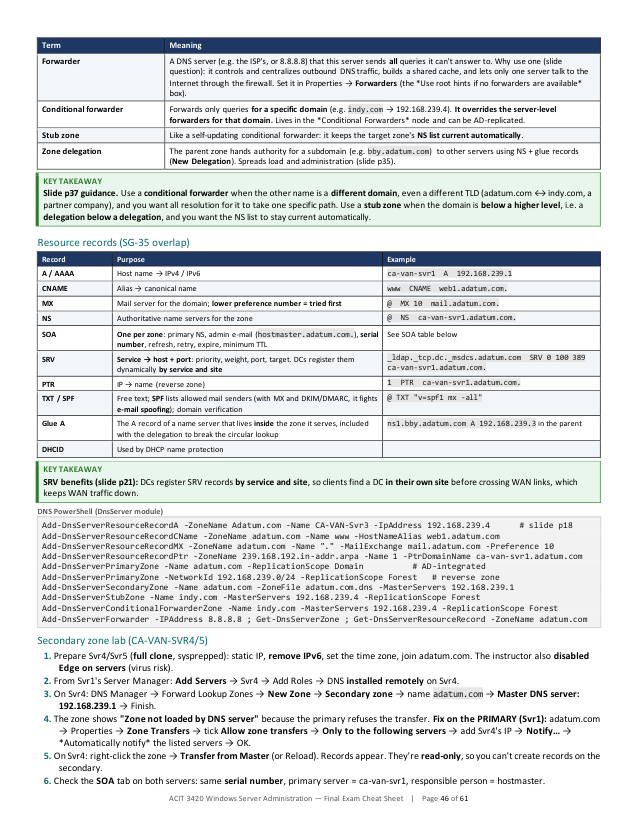 Term Meaning
Forwarder A DNS server (e.g. the ISP's, or 8.8.8.8) that this server sends all queries it can't answer to. Why use one (slide
question): it controls and centralizes outbound DNS traffic, builds a shared cache, and lets only one server talk to the
Internet through the firewall. Set it in Properties → Forwarders (the *Use root hints if no forwarders are available*
box).
Conditional forwarder Forwards only queries for a specific domain (e.g. indy.com → 192.168.239.4). It overrides the server-level
forwarders for that domain. Lives in the *Conditional Forwarders* node and can be AD-replicated.
Stub zone Like a self-updating conditional forwarder: it keeps the target zone's NS list current automatically.
Zone delegation The parent zone hands authority for a subdomain (e.g. bby.adatum.com) to other servers using NS + glue records
(New Delegation). Spreads load and administration (slide p35).
KEY TAKEAWAY
Slide p37 guidance. Use a conditional forwarder when the other name is a different domain, even a different TLD (adatum.com ↔ indy.com, a
partner company), and you want all resolution for it to take one specific path. Use a stub zone when the domain is below a higher level, i.e. a
delegation below a delegation, and you want the NS list to stay current automatically.
Resource records (SG-35 overlap)
Record Purpose Example
A / AAAA Host name → IPv4 / IPv6 ca-van-svr1 A 192.168.239.1
CNAME Alias → canonical name www CNAME web1.adatum.com.
MX Mail server for the domain; lower preference number = tried first @ MX 10 mail.adatum.com.
NS Authoritative name servers for the zone @ NS ca-van-svr1.adatum.com.
SOA One per zone: primary NS, admin e-mail (hostmaster.adatum.com.), serial
number, refresh, retry, expire, minimum TTL See SOA table below
SRV Service → host + port: priority, weight, port, target. DCs register them
dynamically by service and site _ldap._tcp.dc._msdcs.adatum.com SRV 0 100 389
ca-van-svr1.adatum.com.
PTR IP → name (reverse zone) 1 PTR ca-van-svr1.adatum.com.
TXT / SPF Free text; SPF lists allowed mail senders (with MX and DKIM/DMARC, it fights
e-mail spoofing); domain verification @ TXT "v=spf1 mx -all"
Glue A The A record of a name server that lives inside the zone it serves, included
with the delegation to break the circular lookup ns1.bby.adatum.com A 192.168.239.3 in the parent
DHCID Used by DHCP name protection
KEY TAKEAWAY
SRV benefits (slide p21): DCs register SRV records by service and site, so clients find a DC in their own site before crossing WAN links, which
keeps WAN traffic down.
DNS PowerShell (DnsServer module)
Add-DnsServerResourceRecordA -ZoneName Adatum.com -Name CA-VAN-Svr3 -IpAddress 192.168.239.4 # slide p18
Add-DnsServerResourceRecordCName -ZoneName adatum.com -Name www -HostNameAlias web1.adatum.com
Add-DnsServerResourceRecordMX -ZoneName adatum.com -Name "." -MailExchange mail.adatum.com -Preference 10
Add-DnsServerResourceRecordPtr -ZoneName 239.168.192.in-addr.arpa -Name 1 -PtrDomainName ca-van-svr1.adatum.com
Add-DnsServerPrimaryZone -Name adatum.com -ReplicationScope Domain # AD-integrated
Add-DnsServerPrimaryZone -NetworkId 192.168.239.0/24 -ReplicationScope Forest # reverse zone
Add-DnsServerSecondaryZone -Name adatum.com -ZoneFile adatum.com.dns -MasterServers 192.168.239.1
Add-DnsServerStubZone -Name indy.com -MasterServers 192.168.239.4 -ReplicationScope Forest
Add-DnsServerConditionalForwarderZone -Name indy.com -MasterServers 192.168.239.4 -ReplicationScope Forest
Add-DnsServerForwarder -IPAddress 8.8.8.8 ; Get-DnsServerZone ; Get-DnsServerResourceRecord -ZoneName adatum.com
Secondary zone lab (CA-VAN-SVR4/5)
1. Prepare Svr4/Svr5 (full clone, sysprepped): static IP, remove IPv6, set the time zone, join adatum.com. The instructor also disabled
Edge on servers (virus risk).
2. From Svr1's Server Manager: Add Servers → Svr4 → Add Roles → DNS installed remotely on Svr4.
3. On Svr4: DNS Manager → Forward Lookup Zones → New Zone → Secondary zone → name adatum.com → Master DNS server:
192.168.239.1 → Finish.
4. The zone shows "Zone not loaded by DNS server" because the primary refuses the transfer. Fix on the PRIMARY (Svr1): adatum.com
→ Properties → Zone Transfers → tick Allow zone transfers → Only to the following servers → add Svr4's IP → Notify... →
*Automatically notify* the listed servers → OK.
5. On Svr4: right-click the zone → Transfer from Master (or Reload). Records appear. They're read-only, so you can't create records on the
secondary.
6. Check the SOA tab on both servers: same serial number, primary server = ca-van-svr1, responsible person = hostmaster.
ACIT 3420 Windows Server Administration — Final Exam Cheat Sheet | Page 46 of 61